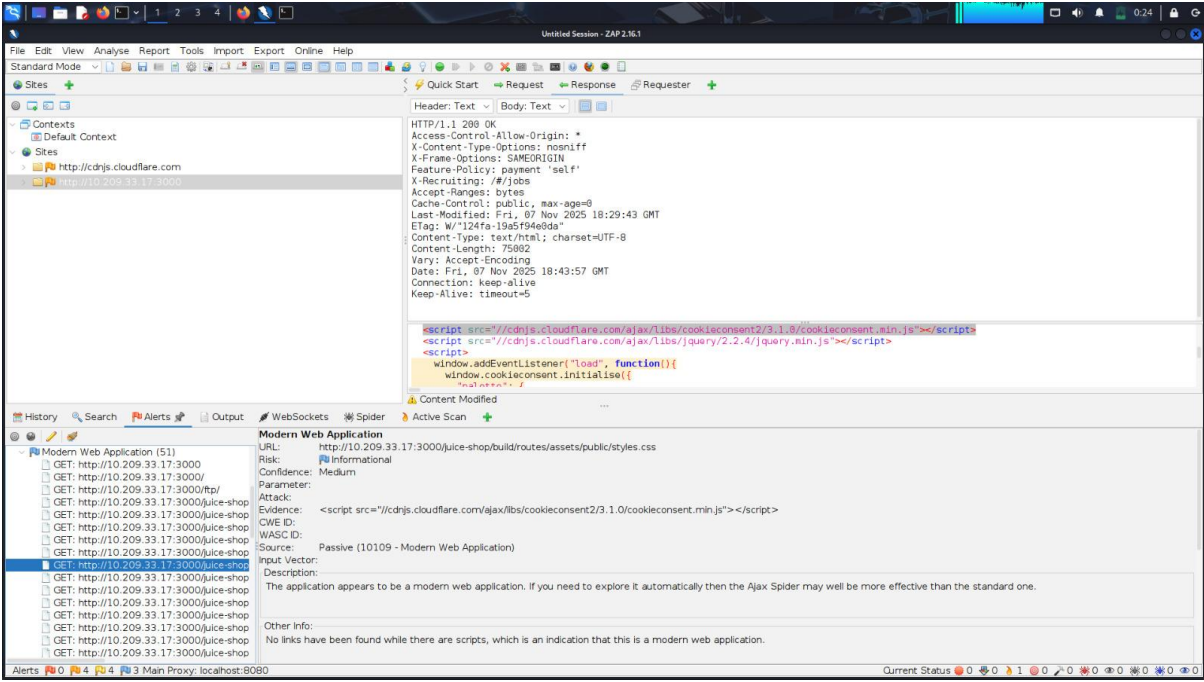 1 2 3 4
0:24
Untitled Session - ZAP 2.16.1
File Edit View Analyse Report Tools Import Export Online Help
Standard Mode
Sites
Quick Start Request Response Requester
Header: Text Body: Text
Contexts
Default Context
Sites
http://cdnjs.cloudflare.com
http://10.209.33.17:3000
HTTP/1.1 200 OK
Access-Control-Allow-Origin: *
X-Content-Type-Options: nosniff
X-Frame-Options: SAMEORIGIN
Feature-Policy: payment 'self'
X-Recruiting: /#/jobs
Accept-Ranges: bytes
Cache-Control: public, max-age=0
Last-Modified: Fri, 07 Nov 2025 18:29:43 GMT
ETag: W/"124fa-19a5f94e0da"
Content-Type: text/html; charset=UTF-8
Content-Length: 75002
Vary: Accept-Encoding
Date: Fri, 07 Nov 2025 18:43:57 GMT
Connection: keep-alive
Keep-Alive: timeout=5
<script src="//cdnjs.cloudflare.com/ajax/libs/cookieconsent2/3.1.0/cookieconsent.min.js"></script>
<script src="//cdnjs.cloudflare.com/ajax/libs/jquery/2.2.4/jquery.min.js"></script>
<script>
window.addEventListener("load", function(){
window.cookieconsent.initialise({
"palette": {
Content Modified
History Search Alerts Output WebSockets Spider Active Scan
Modern Web Application (51)
GET: http://10.209.33.17:3000
GET: http://10.209.33.17:3000/
GET: http://10.209.33.17:3000/ftp/
GET: http://10.209.33.17:3000/juice-shop
GET: http://10.209.33.17:3000/juice-shop
GET: http://10.209.33.17:3000/juice-shop
GET: http://10.209.33.17:3000/juice-shop
GET: http://10.209.33.17:3000/juice-shop
GET: http://10.209.33.17:3000/juice-shop
GET: http://10.209.33.17:3000/juice-shop
GET: http://10.209.33.17:3000/juice-shop
GET: http://10.209.33.17:3000/juice-shop
GET: http://10.209.33.17:3000/juice-shop
GET: http://10.209.33.17:3000/juice-shop
GET: http://10.209.33.17:3000/juice-shop
GET: http://10.209.33.17:3000/juice-shop
Modern Web Application
URL: http://10.209.33.17:3000/juice-shop/build/routes/assets/public/styles.css
Risk: Informational
Confidence: Medium
Parameter:
Attack:
Evidence: <script src="//cdnjs.cloudflare.com/ajax/libs/cookieconsent2/3.1.0/cookieconsent.min.js"></script>
CWE ID:
WASC ID:
Source: Passive (10109 - Modern Web Application)
Input Vector:
Description:
The application appears to be a modern web application. If you need to explore it automatically then the Ajax Spider may well be more effective than the standard one.
Other Info:
No links have been found while there are scripts, which is an indication that this is a modern web application.
Alerts 0 4 4 3 Main Proxy: localhost:8080
Current Status 0 0 1 0 0 0 0 0 0 0